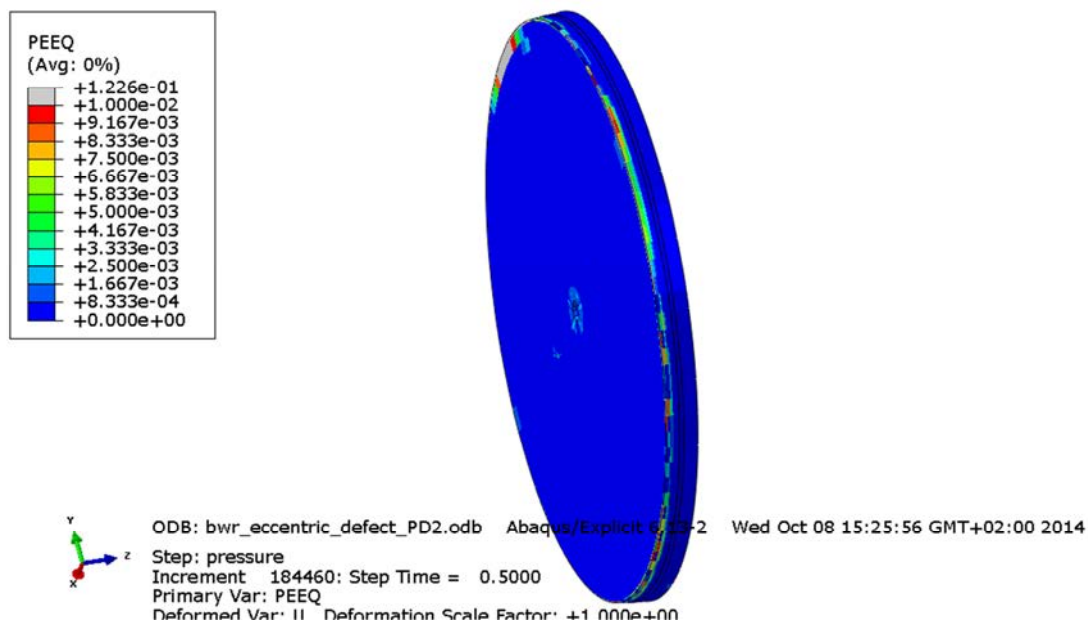 PEEQ
(Avg: 0%)
+1.226e-01
+1.000e-02
+9.167e-03
+8.333e-03
+7.500e-03
+6.667e-03
+5.833e-03
+5.000e-03
+4.167e-03
+3.333e-03
+2.500e-03
+1.667e-03
+8.333e-04
+0.000e+00
Y
Z
X
ODB: bwr_eccentric_defect_PD2.odb Abaqus/Explicit 6.13-2 Wed Oct 08 15:25:56 GMT+02:00 2014
Step: pressure
Increment 184460: Step Time = 0.5000
Primary Var: PEEQ
Deformed Var: U Deformation Scale Factor: +1.000e+00